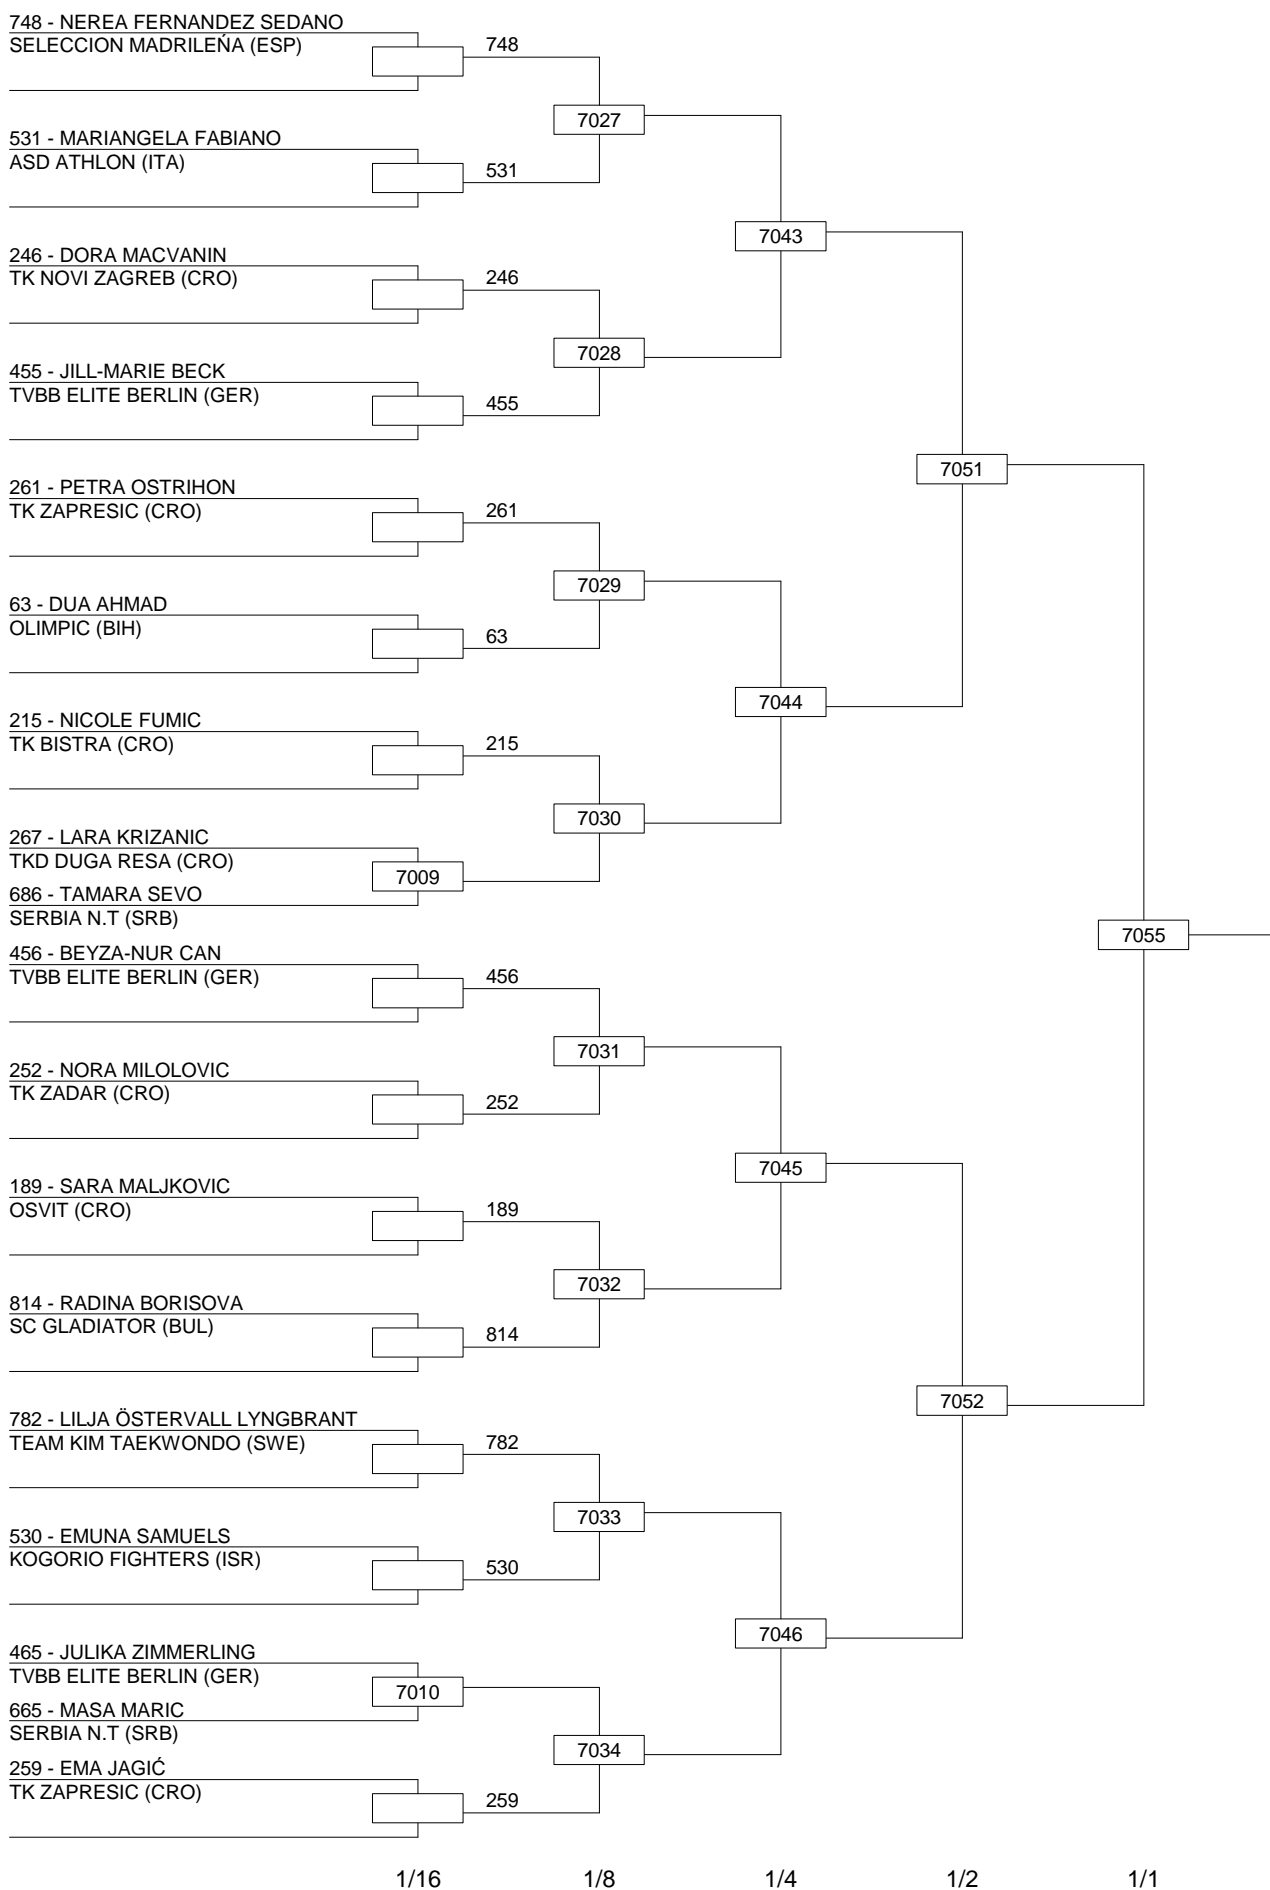 748 - NEREA FERNANDEZ SEDANO
SELECCION MADRILEŃA (ESP)
748
7027
531 - MARIANGELA FABIANO
ASD ATHLON (ITA)
531
7043
246 - DORA MACVANIN
TK NOVI ZAGREB (CRO)
246
7028
455 - JILL-MARIE BECK
TVBB ELITE BERLIN (GER)
455
7051
261 - PETRA OSTRIHON
TK ZAPRESIC (CRO)
261
7029
63 - DUA AHMAD
OLIMPIC (BIH)
63
7044
215 - NICOLE FUMIC
TK BISTRA (CRO)
215
7030
267 - LARA KRIZANIC
TKD DUGA RESA (CRO)
7009
686 - TAMARA SEVO
SERBIA N.T (SRB)
7055
456 - BEYZA-NUR CAN
TVBB ELITE BERLIN (GER)
456
7031
252 - NORA MILOLOVIC
TK ZADAR (CRO)
252
7045
189 - SARA MALJKOVIC
OSVIT (CRO)
189
7032
814 - RADINA BORISOVA
SC GLADIATOR (BUL)
814
7052
782 - LILJA ÖSTERVALL LYNGBRANT
TEAM KIM TAEKWONDO (SWE)
782
7033
530 - EMUNA SAMUELS
KOGORIO FIGHTERS (ISR)
530
7046
465 - JULIKA ZIMMERLING
TVBB ELITE BERLIN (GER)
7010
665 - MASA MARIC
SERBIA N.T (SRB)
7034
259 - EMA JAGIĆ
TK ZAPRESIC (CRO)
259
1/16 1/8 1/4 1/2 1/1